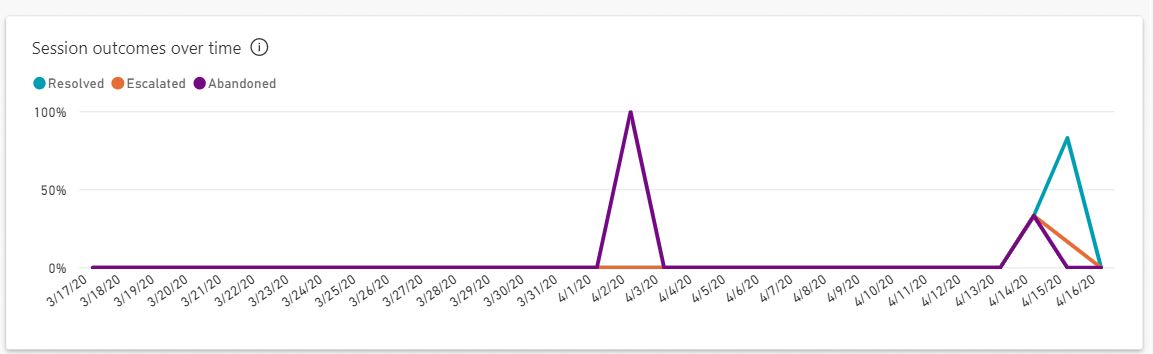 Session outcomes over time
Resolved Escalated Abandoned
100%
50%
0%
3/17/20 3/18/20 3/19/20 3/20/20 3/21/20 3/22/20 3/23/20 3/24/20 3/25/20 3/26/20 3/27/20 3/28/20 3/29/20 3/30/20 3/31/20 4/1/20 4/2/20 4/3/20 4/4/20 4/5/20 4/6/20 4/7/20 4/8/20 4/9/20 4/10/20 4/11/20 4/12/20 4/13/20 4/14/20 4/15/20 4/16/20